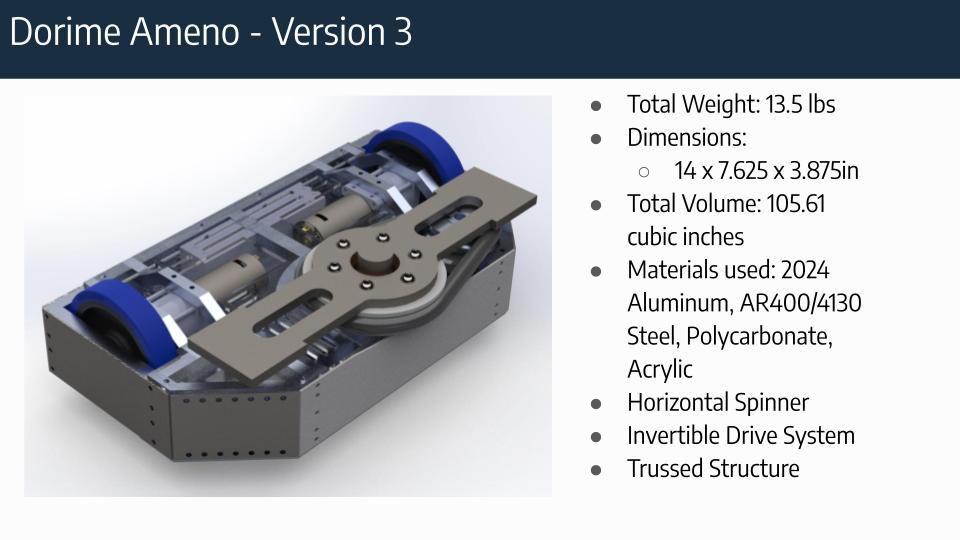 Dorime Ameno - Version 3
● Total Weight: 13.5 lbs
● Dimensions:
○ 14 x 7.625 x 3.875in
● Total Volume: 105.61
cubic inches
● Materials used: 2024
Aluminum, AR400/4130
Steel, Polycarbonate,
Acrylic
● Horizontal Spinner
● Invertible Drive System
● Trussed Structure